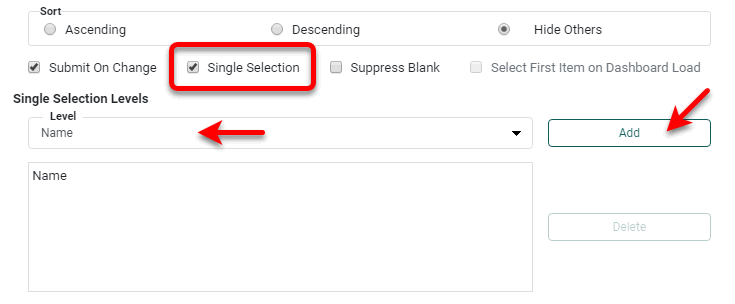 Sort
Ascending Descending Hide Others
Submit On Change Single Selection Suppress Blank Select First Item on Dashboard Load
Single Selection Levels
Level
Name Add
Name
Delete